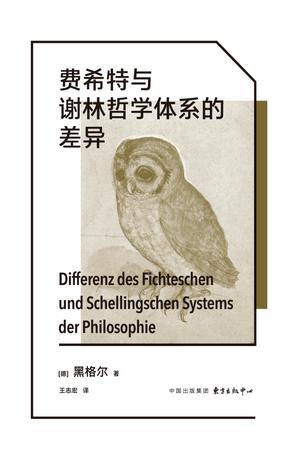 费希特与
谢林哲学体系的
差异
Differenz des Fichteschen
und Schellingschen Systems
der Philosophie
[德] 黑格尔 著
王志宏 译
中国出版集团 东方出版中心